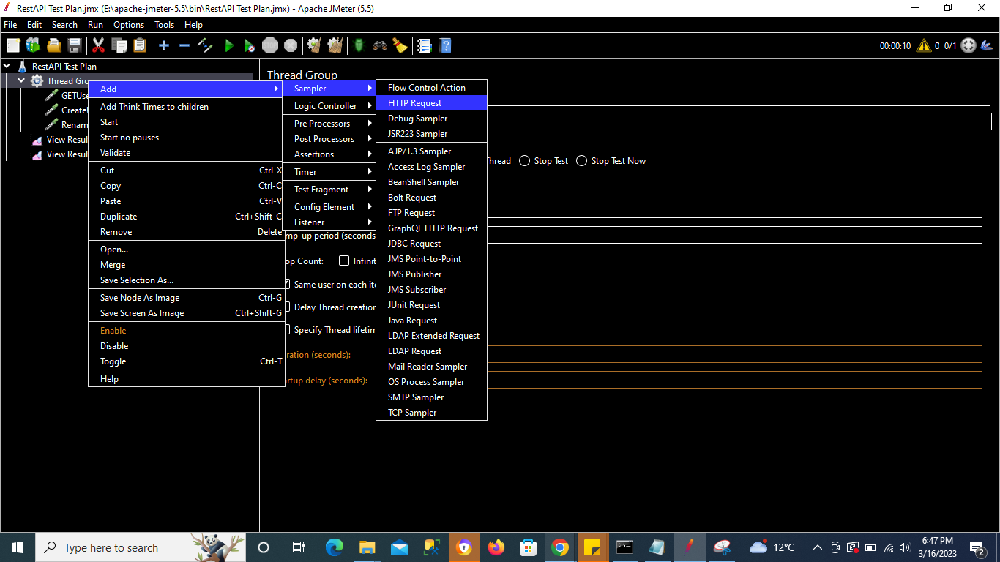 RestAPI Test Plan.jmx (E:\apache-jmeter-5.5\bin\RestAPI Test Plan.jmx) - Apache JMeter (5.5)
File Edit Search Run Options Tools Help
00:00:10 0 0/1
RestAPI Test Plan
Thread Group
GETUse
Create
Renam
View Resul
View Resul
Add
Add Think Times to children
Start
Start no pauses
Validate
Cut Ctrl-X
Copy Ctrl-C
Paste Ctrl-V
Duplicate Ctrl+Shift-C
Remove Delete
Open...
Merge
Save Selection As...
Save Node As Image Ctrl-G
Save Screen As Image Ctrl+Shift-G
Enable
Disable
Toggle Ctrl-T
Help
Sampler
Logic Controller
Pre Processors
Post Processors
Assertions
Timer
Test Fragment
Config Element
Listener
Flow Control Action
HTTP Request
Debug Sampler
JSR223 Sampler
AJP/1.3 Sampler
Access Log Sampler
BeanShell Sampler
Bolt Request
FTP Request
GraphQL HTTP Request
JDBC Request
JMS Point-to-Point
JMS Publisher
JMS Subscriber
JUnit Request
Java Request
LDAP Extended Request
LDAP Request
Mail Reader Sampler
OS Process Sampler
SMTP Sampler
TCP Sampler
Thread Group
Thread Stop Test Stop Test Now
mp-up period (seconds
op Count: Infinit
Same user on each ite
Delay Thread creation
Specify Thread lifetim
ration (seconds):
artup delay (seconds):
Type here to search
12°C
6:47 PM
3/16/2023
2